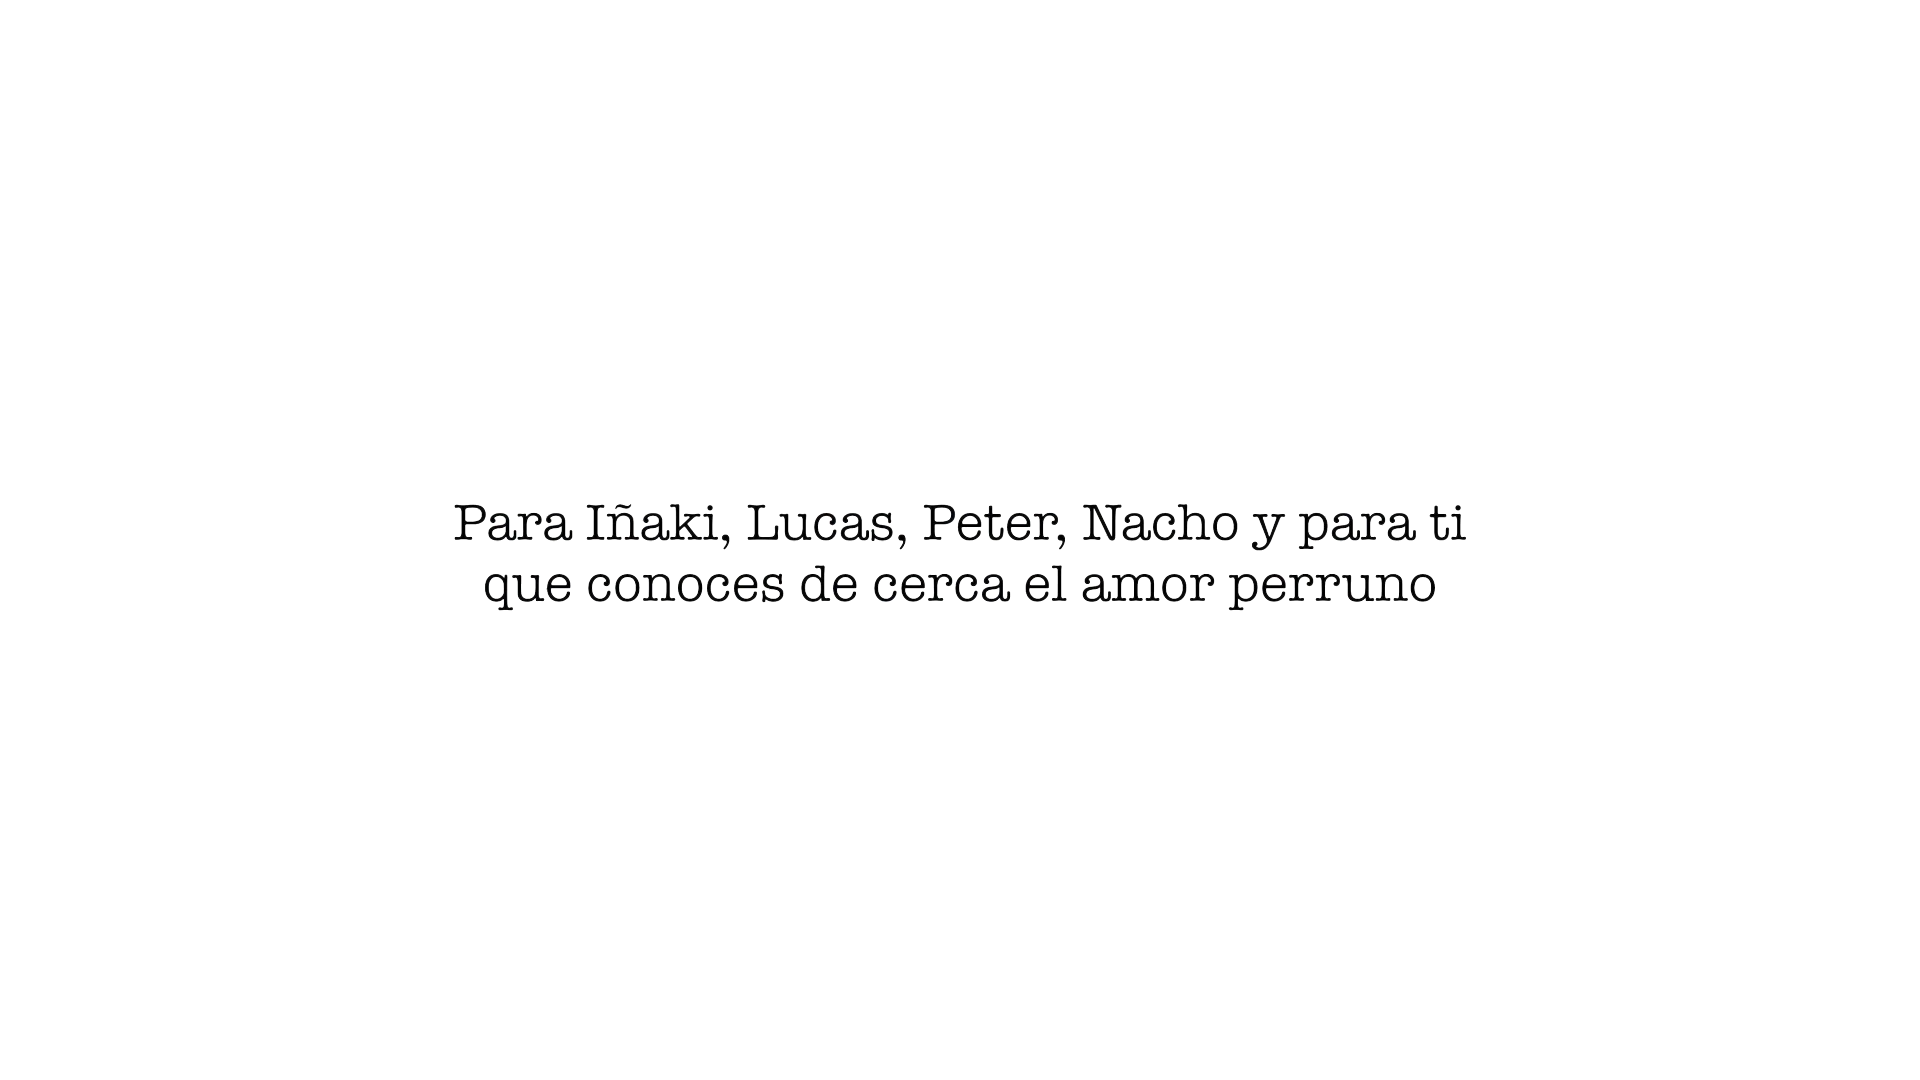 Para Iñaki, Lucas, Peter, Nacho y para ti
que conoces de cerca el amor perruno